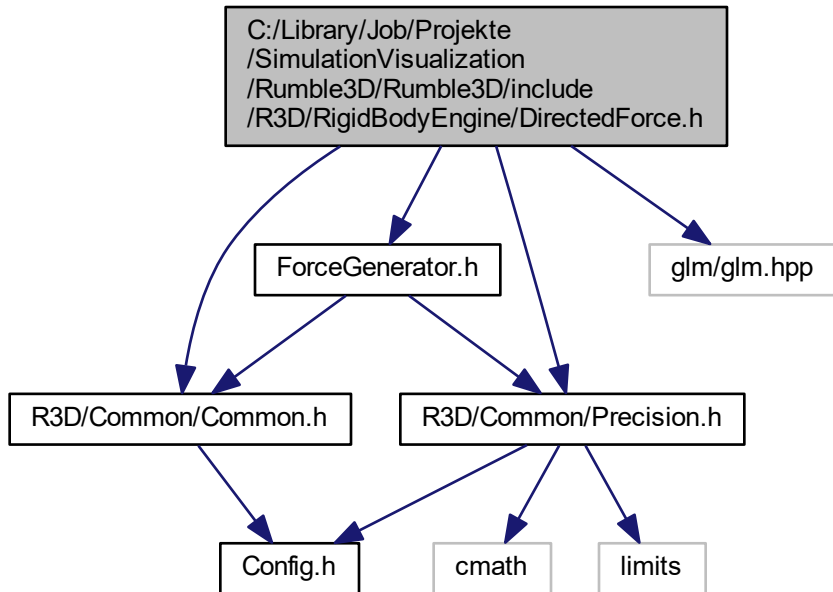 C:/Library/Job/Projekte
/SimulationVisualization
/Rumble3D/Rumble3D/include
/R3D/RigidBodyEngine/DirectedForce.h
ForceGenerator.h
glm/glm.hpp
R3D/Common/Common.h
R3D/Common/Precision.h
Config.h
cmath
limits